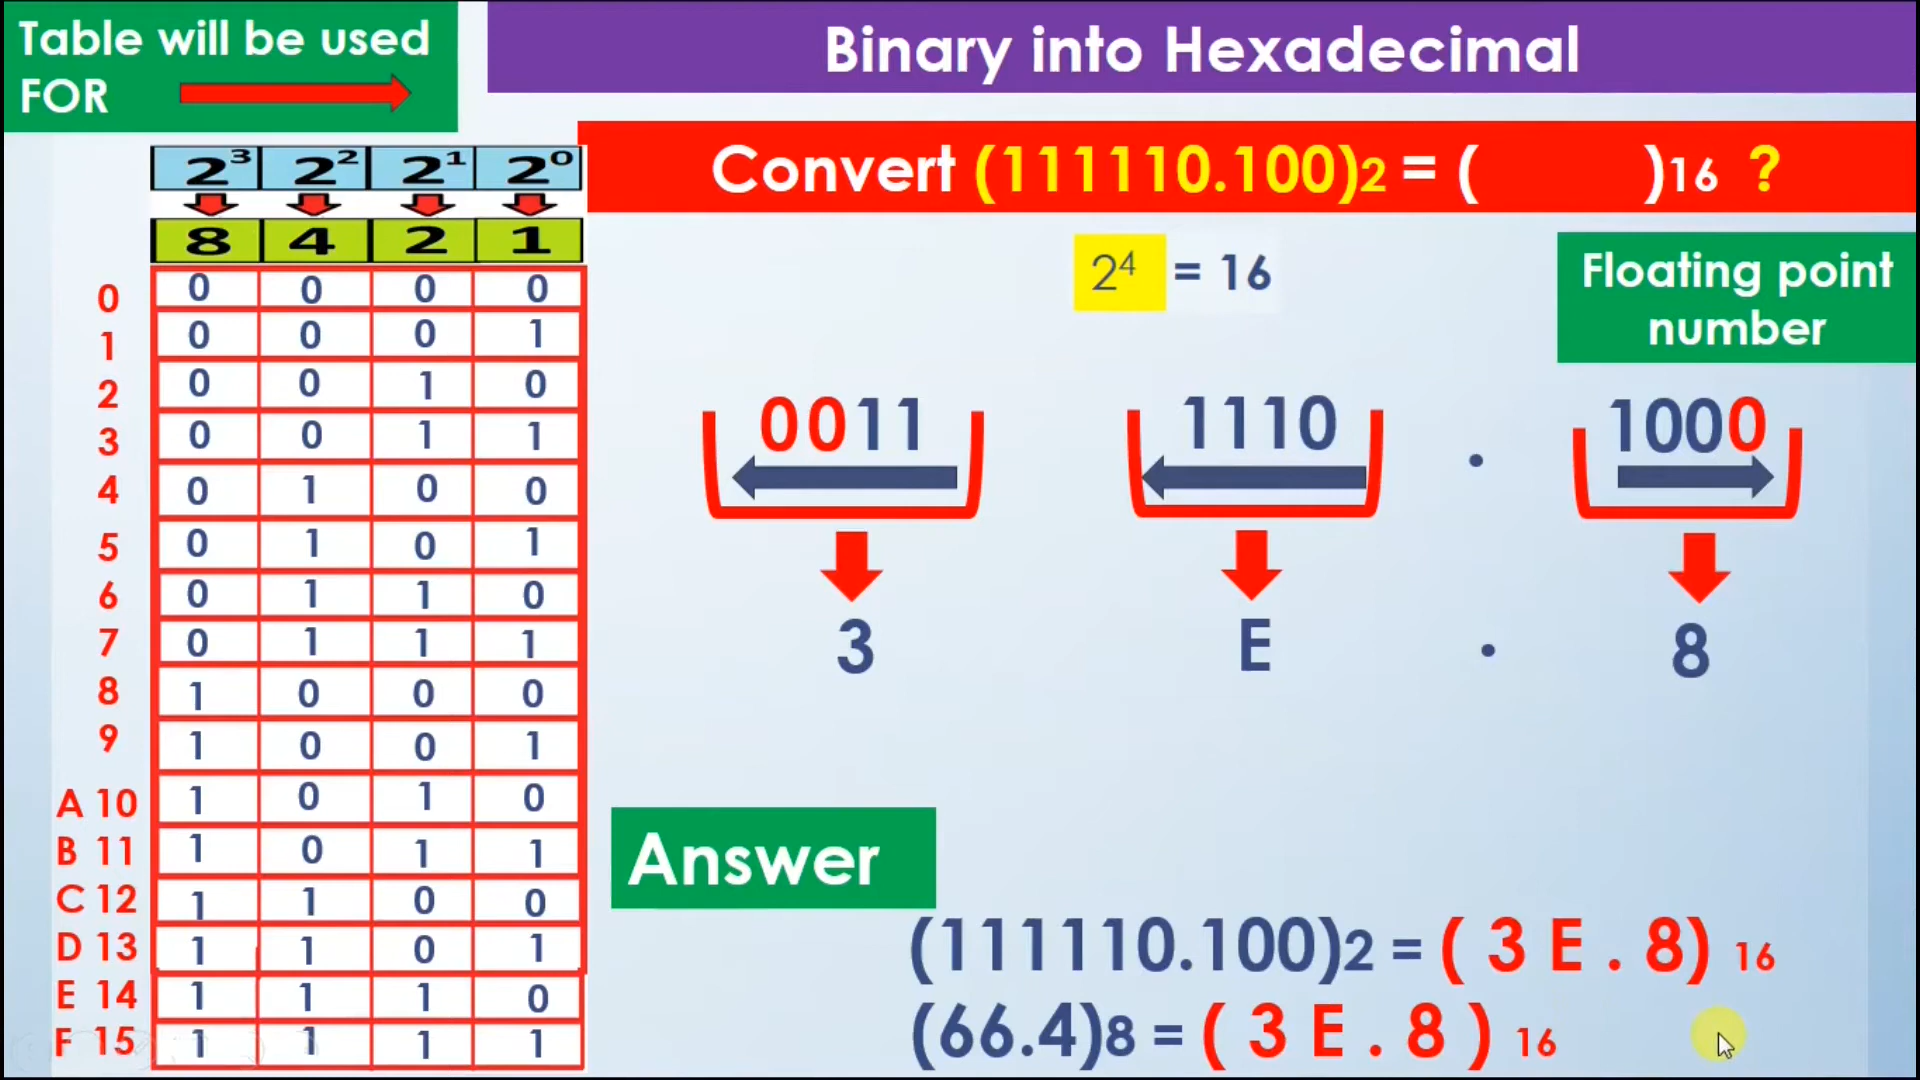 Table will be used
FOR
Binary into Hexadecimal
Convert (111110.100)2 = ( )16 ?
2³ 2² 2¹ 2⁰
8 4 2 1
0 0 0 0 0
1 0 0 0 1
2 0 0 1 0
3 0 0 1 1
4 0 1 0 0
5 0 1 0 1
6 0 1 1 0
7 0 1 1 1
8 1 0 0 0
9 1 0 0 1
A 10 1 0 1 0
B 11 1 0 1 1
C 12 1 1 0 0
D 13 1 1 0 1
E 14 1 1 1 0
F 15 1 1 1 1
2⁴ = 16
Floating point
number
0011 1110 . 1000
3 E . 8
Answer
(111110.100)2 = ( 3 E . 8) 16
(66.4)8 = ( 3 E . 8 ) 16